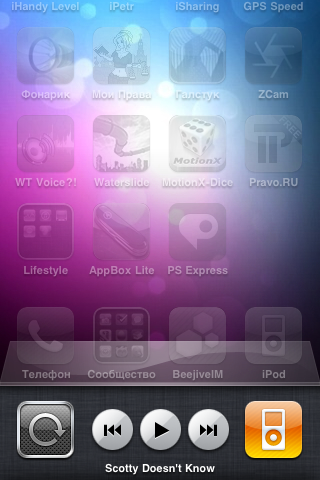 iHandy Level iPetr iSharing GPS Speed
Фонарик Мои Права Галстук ZCam
MotionX
WT Voice?! Waterslide MotionX-Dice Pravo.RU
Lifestyle AppBox Lite PS Express
Телефон Сообщество BeejiveIM iPod
Scotty Doesn't Know